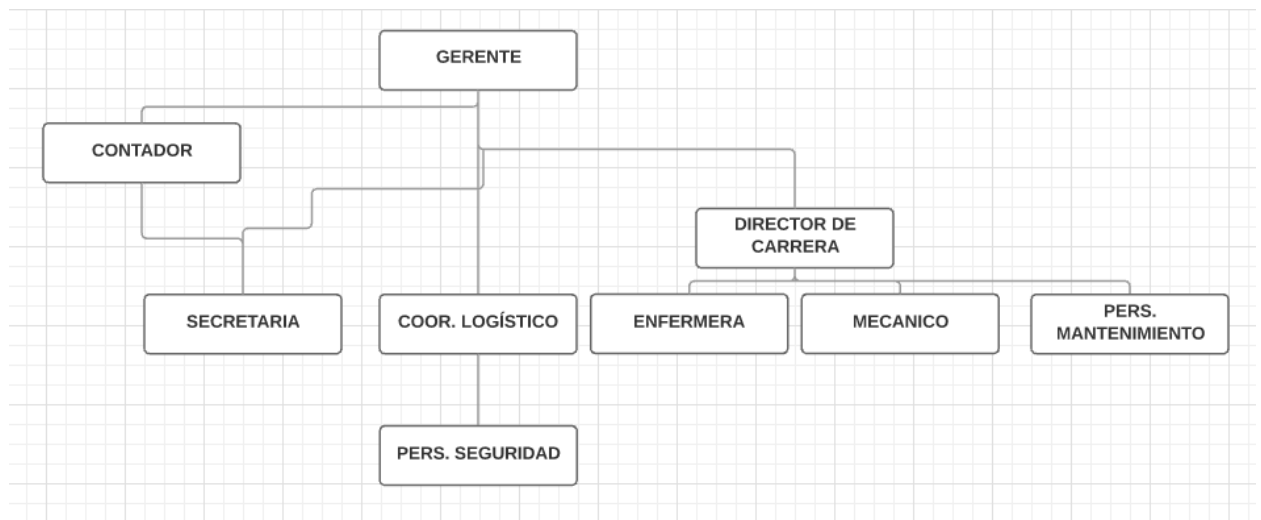 GERENTE
CONTADOR
DIRECTOR DE
CARRERA
SECRETARIA
COOR. LOGÍSTICO
ENFERMERA
MECANICO
PERS.
MANTENIMIENTO
PERS. SEGURIDAD